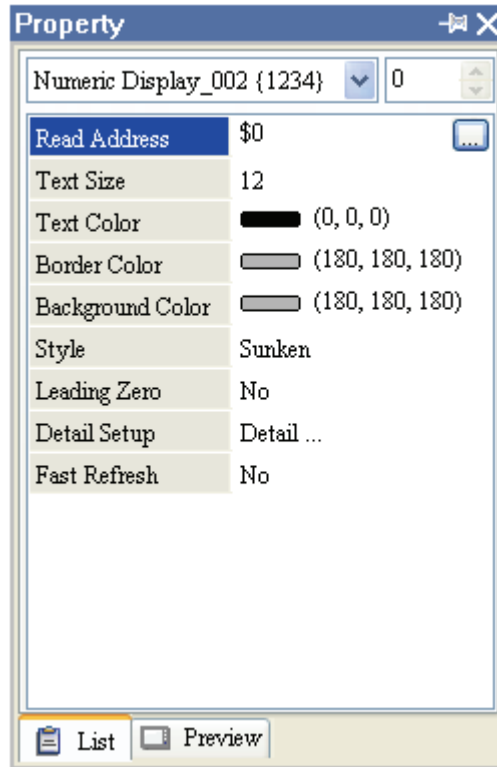 Property
Numeric Display_002 {1234} 0
Read Address $0 ...
Text Size 12
Text Color (0, 0, 0)
Border Color (180, 180, 180)
Background Color (180, 180, 180)
Style Sunken
Leading Zero No
Detail Setup Detail ...
Fast Refresh No
List Preview